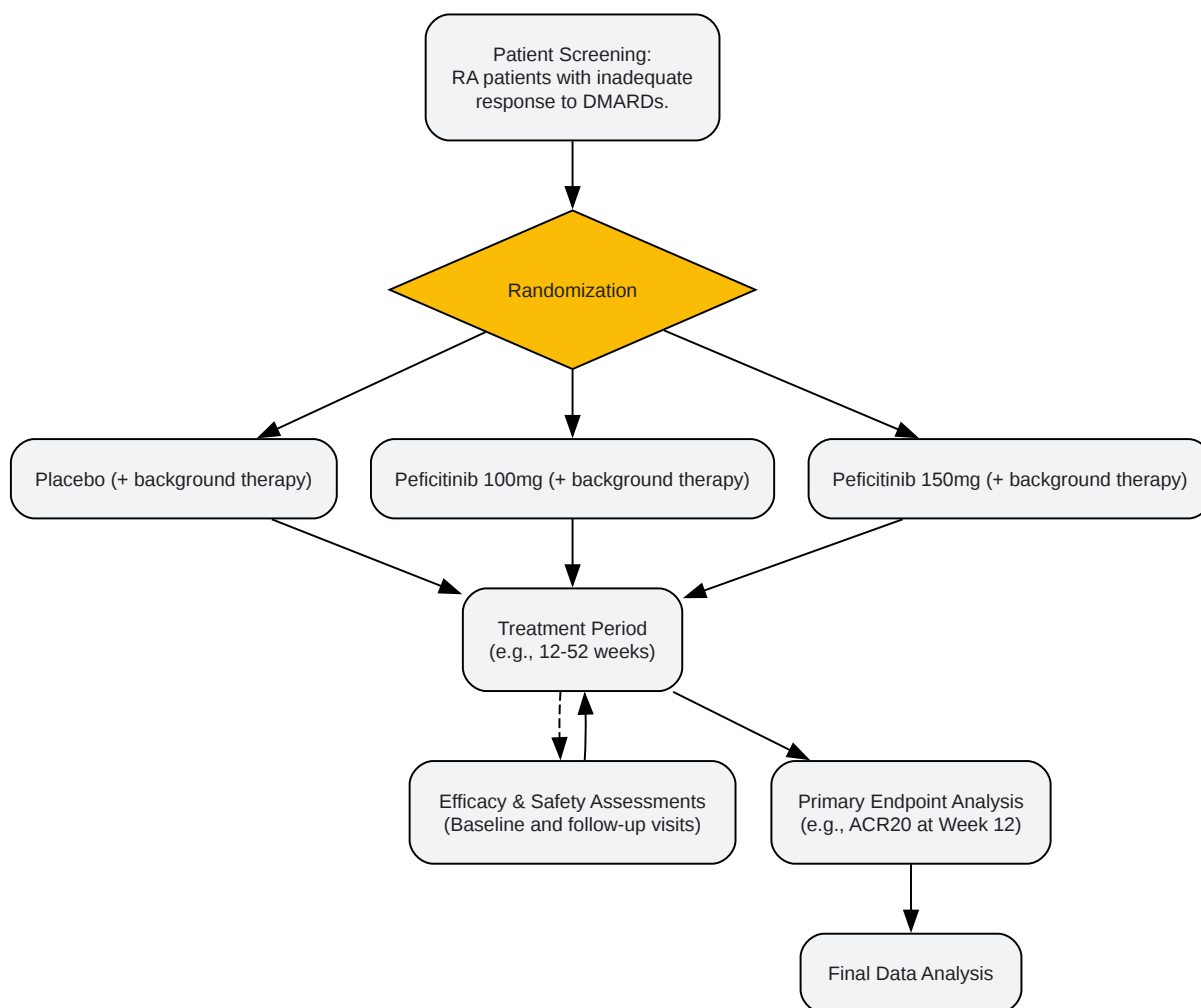 Patient Screening:
RA patients with inadequate
response to DMARDs.
Randomization
Placebo (+ background therapy)
Peficitinib 100mg (+ background therapy)
Peficitinib 150mg (+ background therapy)
Treatment Period
(e.g., 12-52 weeks)
Efficacy & Safety Assessments
(Baseline and follow-up visits)
Primary Endpoint Analysis
(e.g., ACR20 at Week 12)
Final Data Analysis